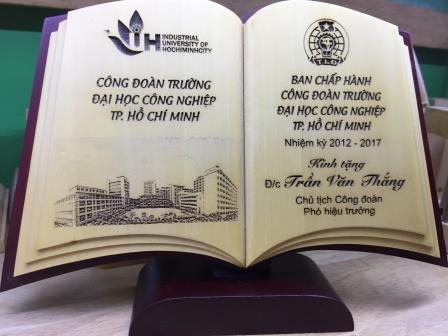 IUH
INDUSTRIAL
UNIVERSITY OF
HOCHIMINHCITY
CÔNG ĐOÀN TRƯỜNG
ĐẠI HỌC CÔNG NGHIỆP
TP. HỒ CHÍ MINH
T.L.Đ
BAN CHẤP HÀNH
CÔNG ĐOÀN TRƯỜNG
ĐẠI HỌC CÔNG NGHIỆP
TP. HỒ CHÍ MINH
Nhiệm kỳ 2012 - 2017
Kính tặng
Đ/c Trần Văn Thắng
Chủ tịch Công đoàn
Phó hiệu trưởng